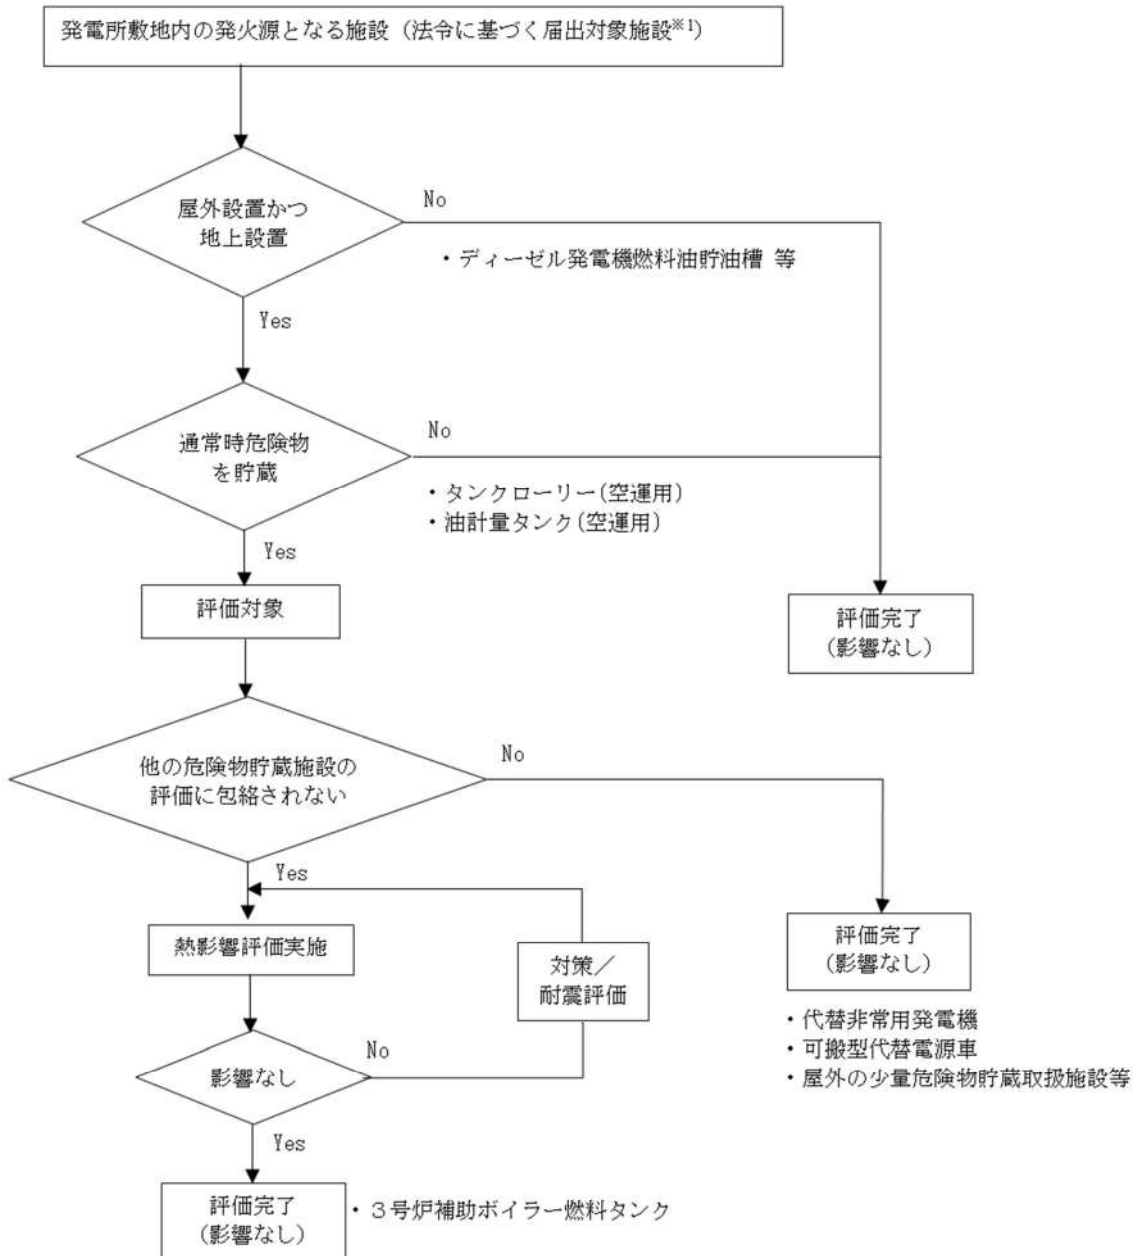 発電所敷地内の発火源となる施設（法令に基づく届出対象施設※1）
屋外設置かつ
地上設置
No
・ディーゼル発電機燃料油貯油槽 等
Yes
通常時危険物
を貯蔵
No
・タンクローリー(空運用)
・油計量タンク(空運用)
Yes
評価対象
評価完了
(影響なし)
他の危険物貯蔵施設の
評価に包絡されない
No
Yes
熱影響評価実施
対策／
耐震評価
評価完了
(影響なし)
・代替非常用発電機
・可搬型代替電源車
・屋外の少量危険物貯蔵取扱施設等
影響なし
No
Yes
評価完了
(影響なし)
・３号炉補助ボイラー燃料タンク